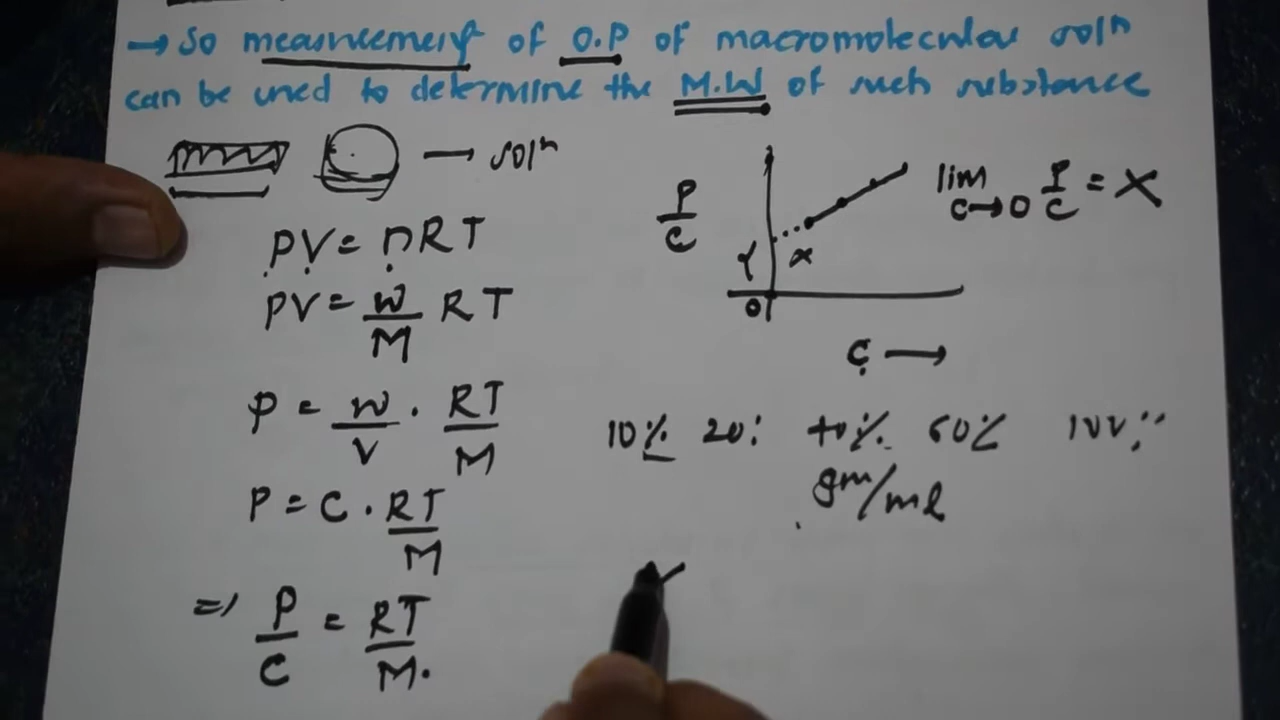 → So measurement of O.P of macromolecular solⁿ
can be used to determine the M.W of such substance
→ solⁿ
PV = nRT
PV = w/M RT
P = w/V . RT/M
P = C . RT/M
=) P/C = RT/M.
P/C
lim C→0 P/C = X
Y x
0
C →
10% 20% 40% 60% 100%
gm/ml